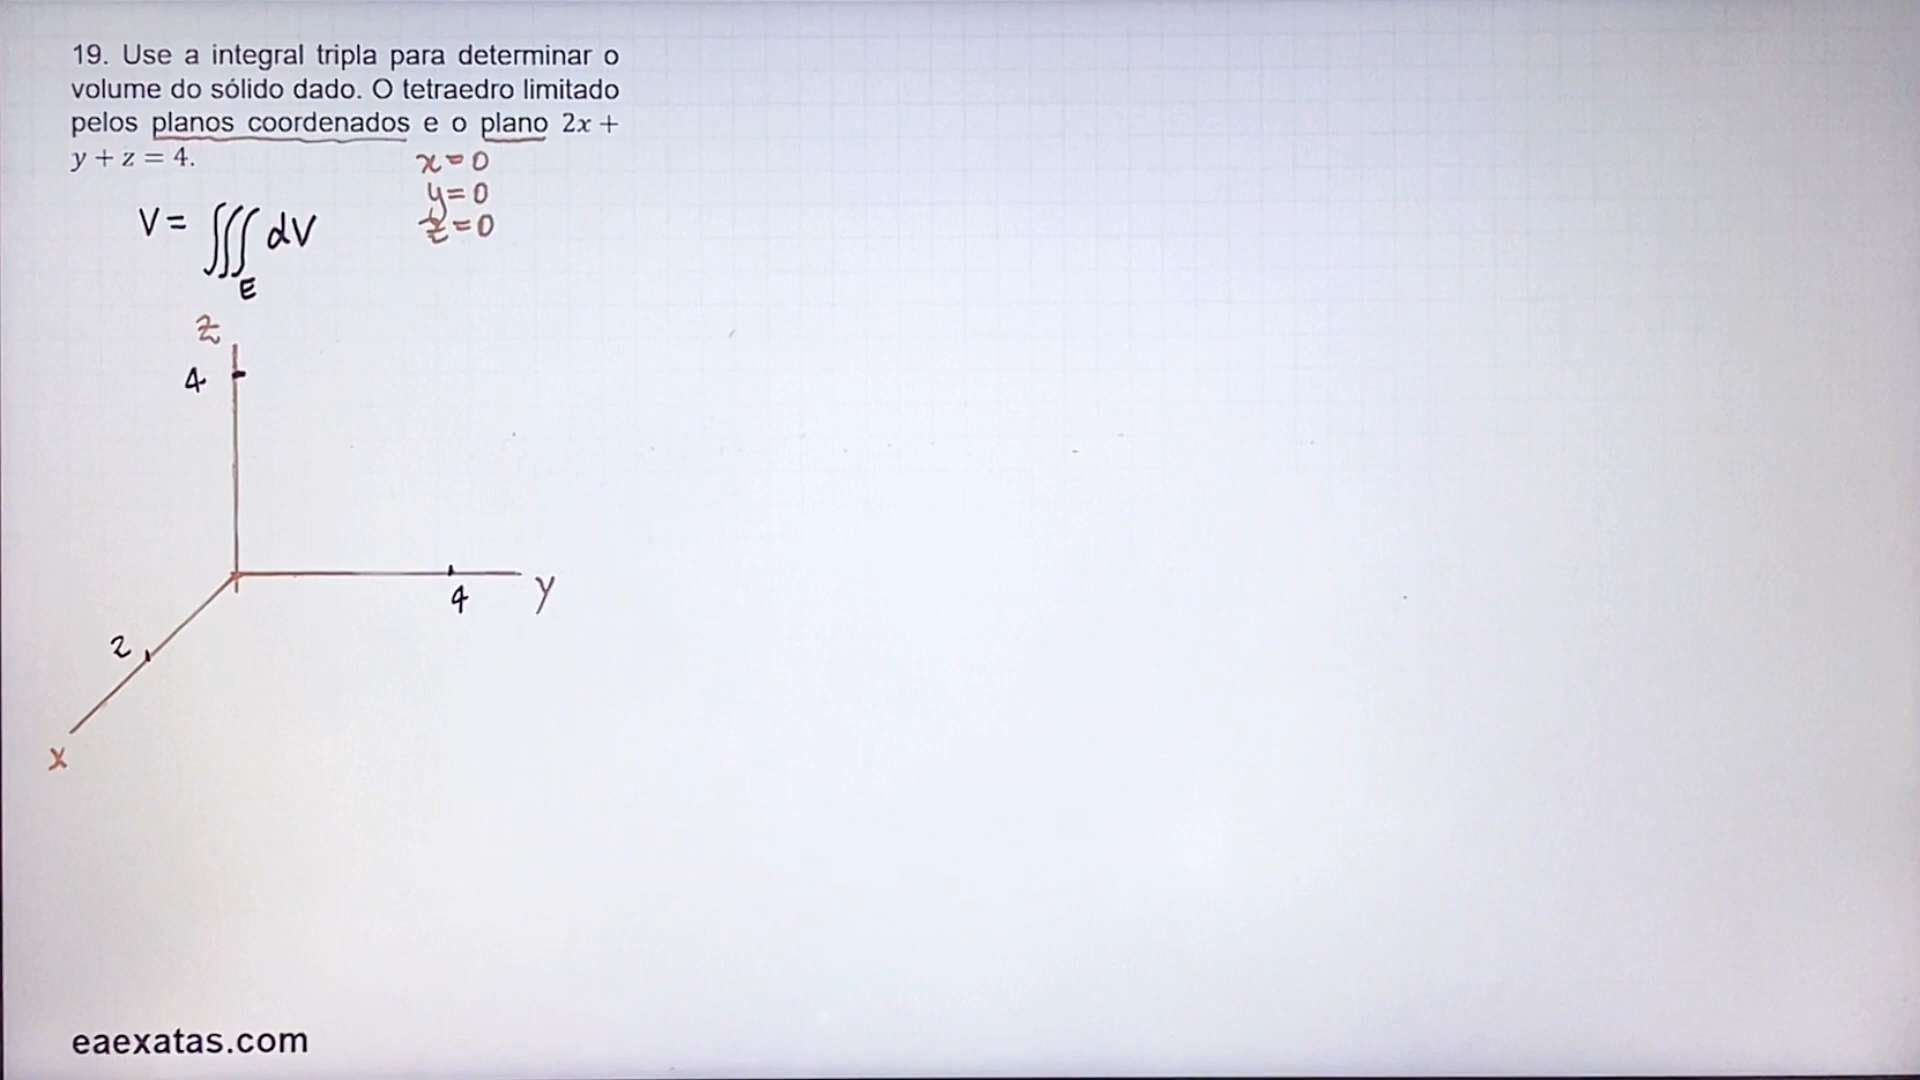 19. Use a integral tripla para determinar o
volume do sólido dado. O tetraedro limitado
pelos planos coordenados e o plano 2x +
y + z = 4.
x=0
y=0
z=0
V= ∭ dV
E
z
4
4 y
2
x
eaexatas.com